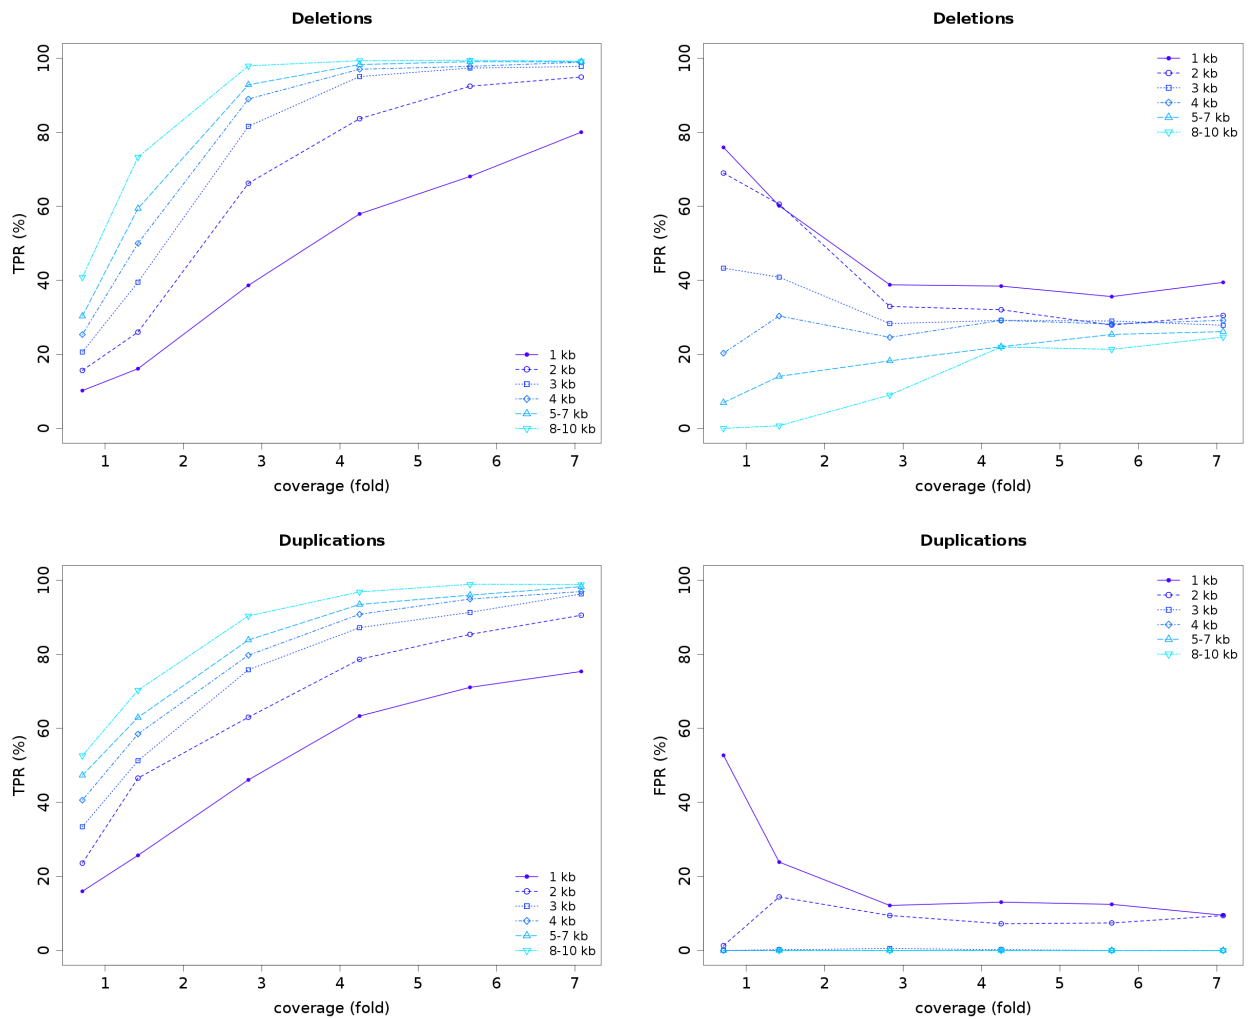 Deletions
TPR (%)
100
80
60
40
20
0
1 kb
2 kb
3 kb
4 kb
5-7 kb
8-10 kb
1 2 3 4 5 6 7
coverage (fold)
Deletions
FPR (%)
100
80
60
40
20
0
1 kb
2 kb
3 kb
4 kb
5-7 kb
8-10 kb
1 2 3 4 5 6 7
coverage (fold)
Duplications
TPR (%)
100
80
60
40
20
0
1 kb
2 kb
3 kb
4 kb
5-7 kb
8-10 kb
1 2 3 4 5 6 7
coverage (fold)
Duplications
FPR (%)
100
80
60
40
20
0
1 kb
2 kb
3 kb
4 kb
5-7 kb
8-10 kb
1 2 3 4 5 6 7
coverage (fold)